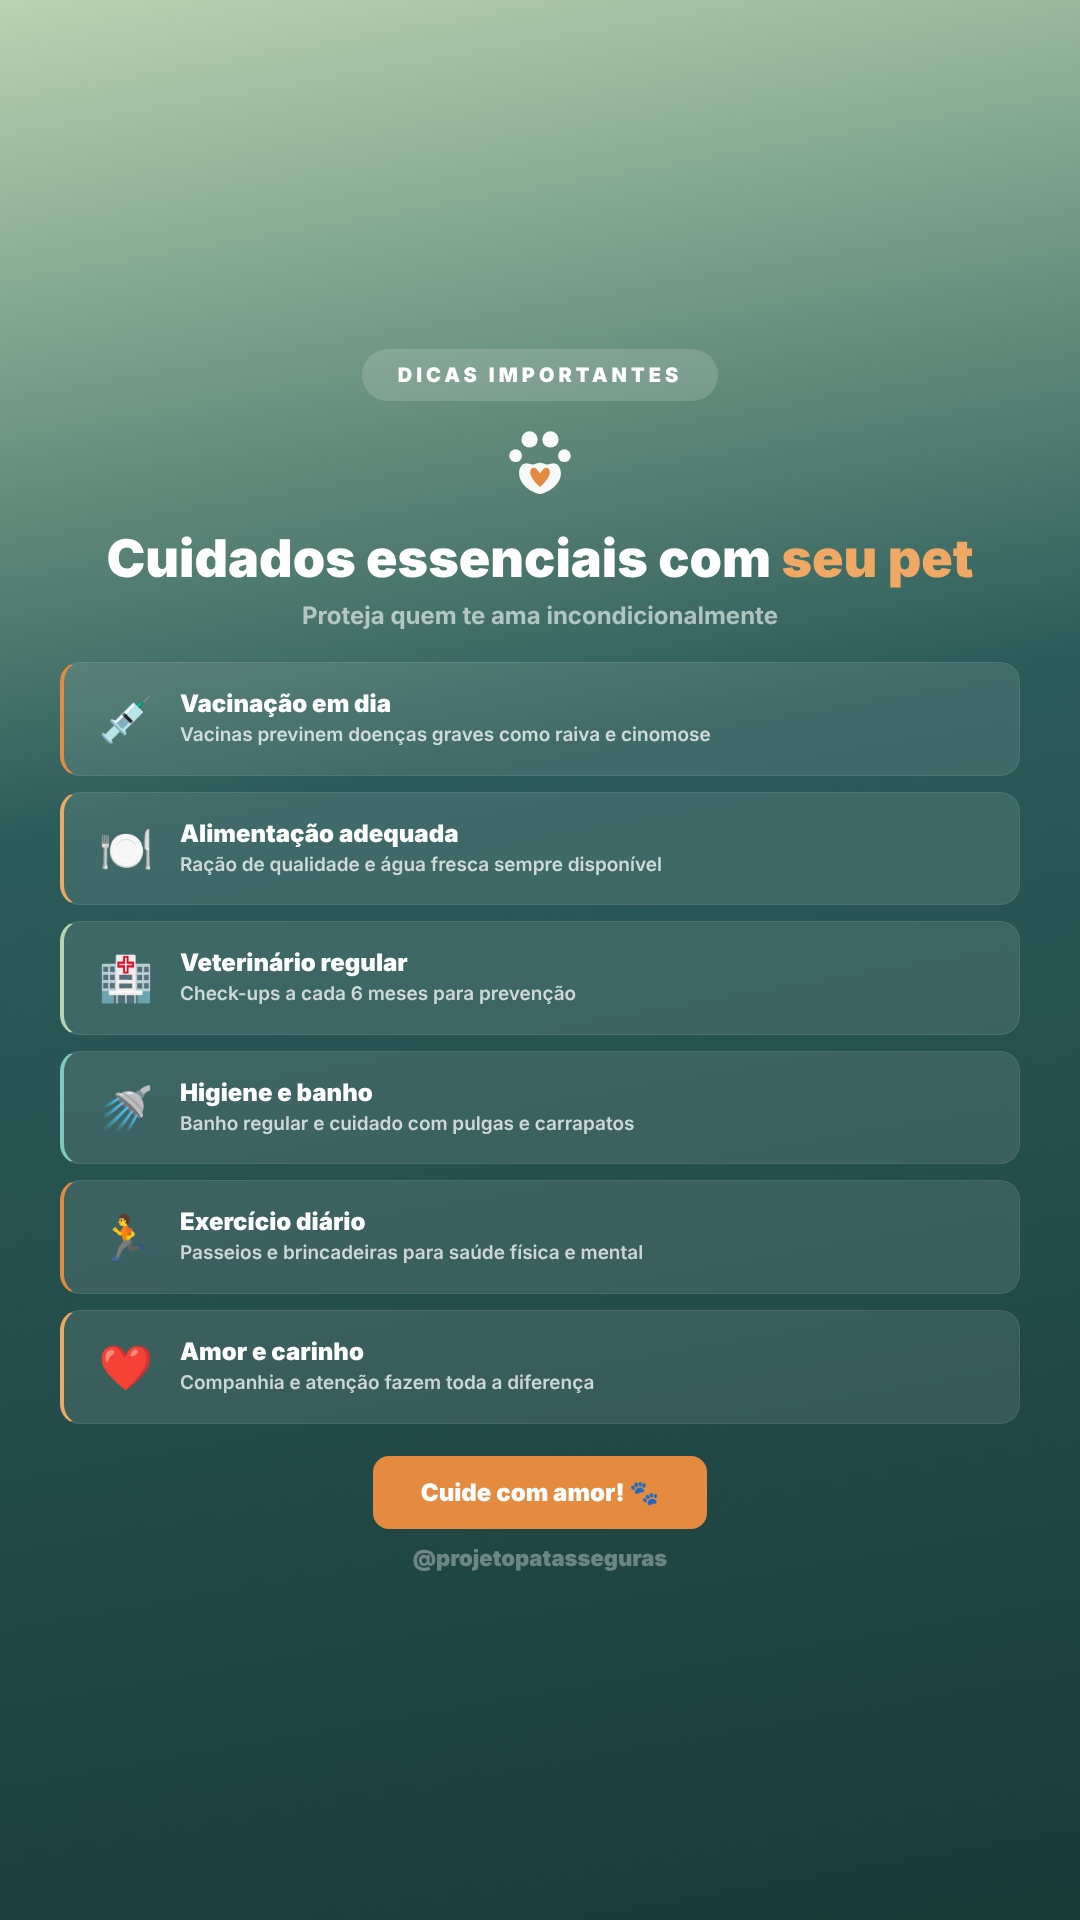 DICAS IMPORTANTES
Cuidados essenciais com seu pet
Proteja quem te ama incondicionalmente
Vacinação em dia
Vacinas previnem doenças graves como raiva e cinomose
Alimentação adequada
Ração de qualidade e água fresca sempre disponível
Veterinário regular
Check-ups a cada 6 meses para prevenção
Higiene e banho
Banho regular e cuidado com pulgas e carrapatos
Exercício diário
Passeios e brincadeiras para saúde física e mental
Amor e carinho
Companhia e atenção fazem toda a diferença
Cuide com amor! 🐾
@projetopatasseguras